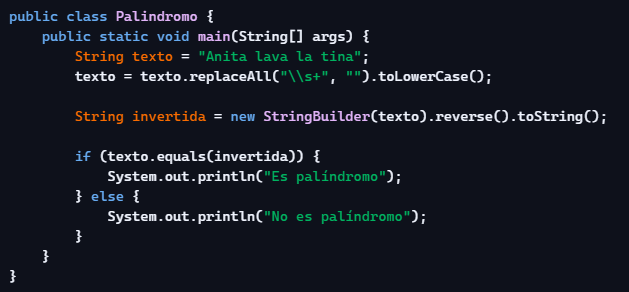 public class Palindromo {
    public static void main(String[] args) {
        String texto = "Anita lava la tina";
        texto = texto.replaceAll("\\s+", "").toLowerCase();

        String invertida = new StringBuilder(texto).reverse().toString();

        if (texto.equals(invertida)) {
            System.out.println("Es palíndromo");
        } else {
            System.out.println("No es palíndromo");
        }
    }
}